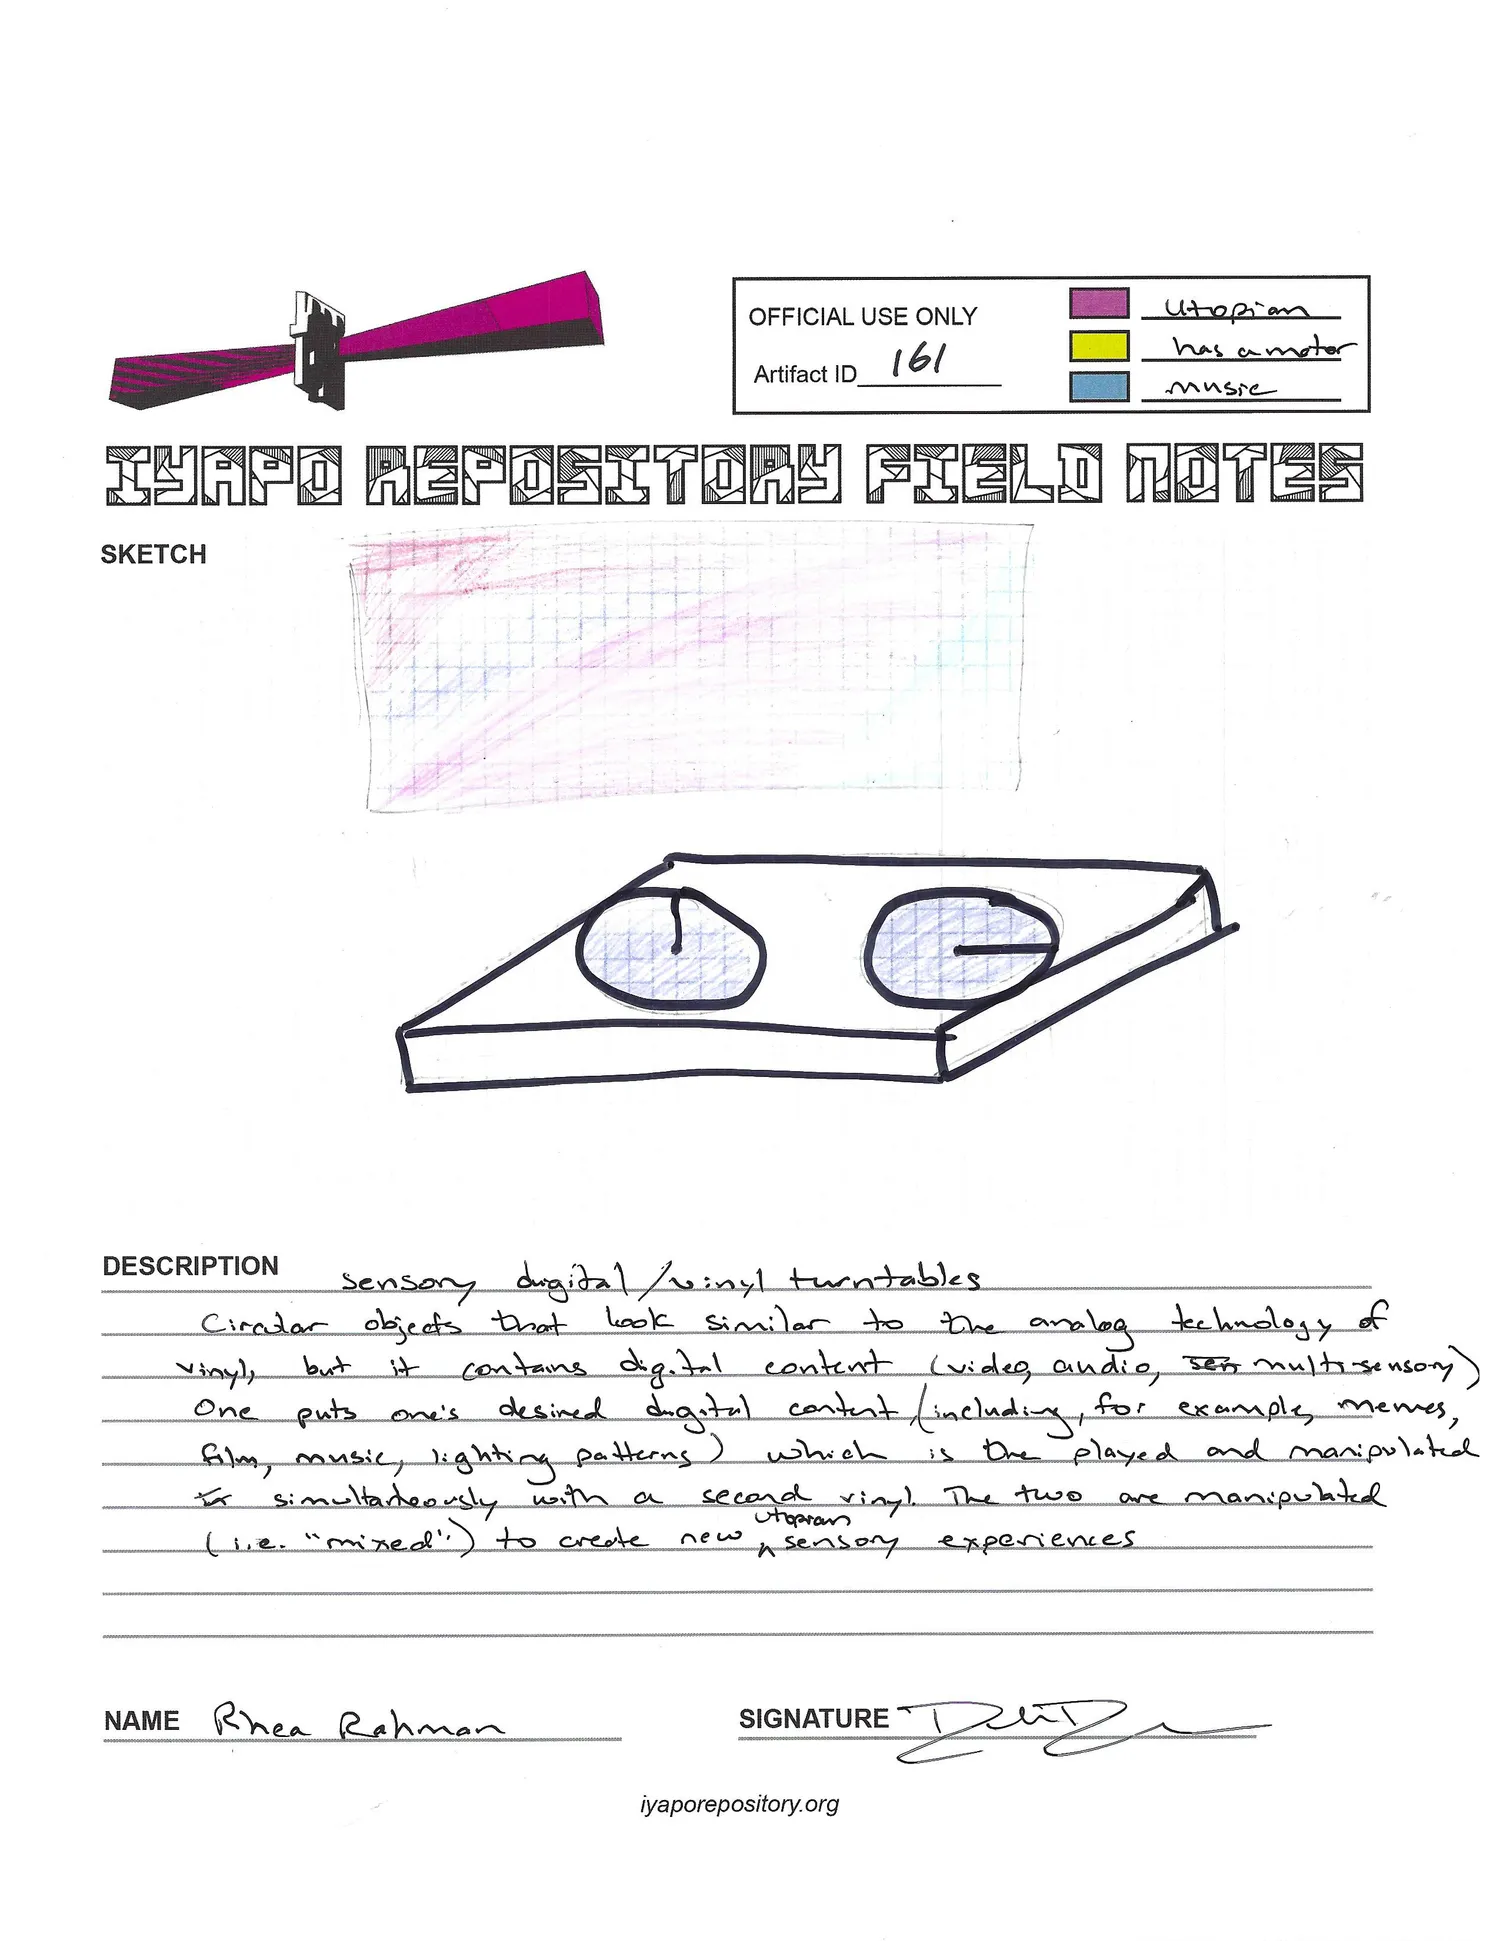 OFFICIAL USE ONLY
Artifact ID 161
Utopian
has a motor
music
IYAPO REPOSITORY FIELD NOTES
SKETCH
DESCRIPTION sensory digital/vinyl turntables
Circular objects that look similar to the analog technology of
vinyl, but it contains digital content (video, audio, sen multi-sensory)
One puts one's desired digital content, (including, for example, memes,
film, music, lighting patterns) which is the played and manipulated
simultaneously with a second vinyl. The two are manipulated
(i.e. "mixed") to create new utopian sensory experiences
NAME Rhea Rahman
SIGNATURE
iyaporepository.org